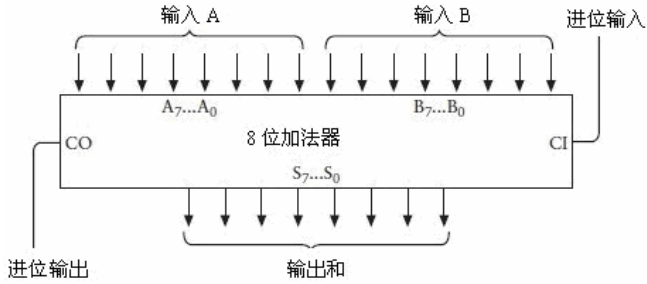 输入 A
输入 B
进位输入
A7...A0
B7...B0
CO
8 位加法器
CI
S7...S0
进位输出
输出和